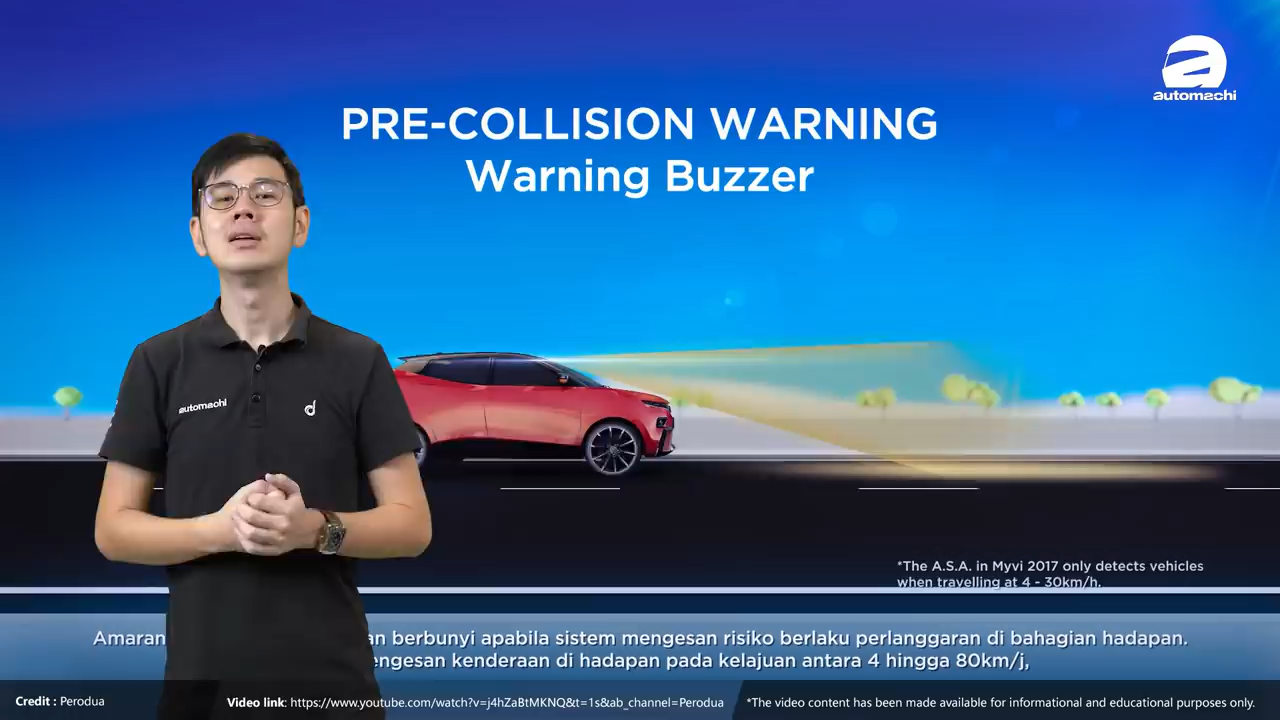 automachi
PRE-COLLISION WARNING
Warning Buzzer
automachi
*The A.S.A. in Myvi 2017 only detects vehicles
when travelling at 4 - 30km/h.
Amaran an berbunyi apabila sistem mengesan risiko berlaku perlanggaran di bahagian hadapan.
engesan kenderaan di hadapan pada kelajuan antara 4 hingga 80km/j,
Credit : Perodua
Video link: https://www.youtube.com/watch?v=j4hZaBtMKNQ&t=1s&ab_channel=Perodua
*The video content has been made available for informational and educational purposes only.